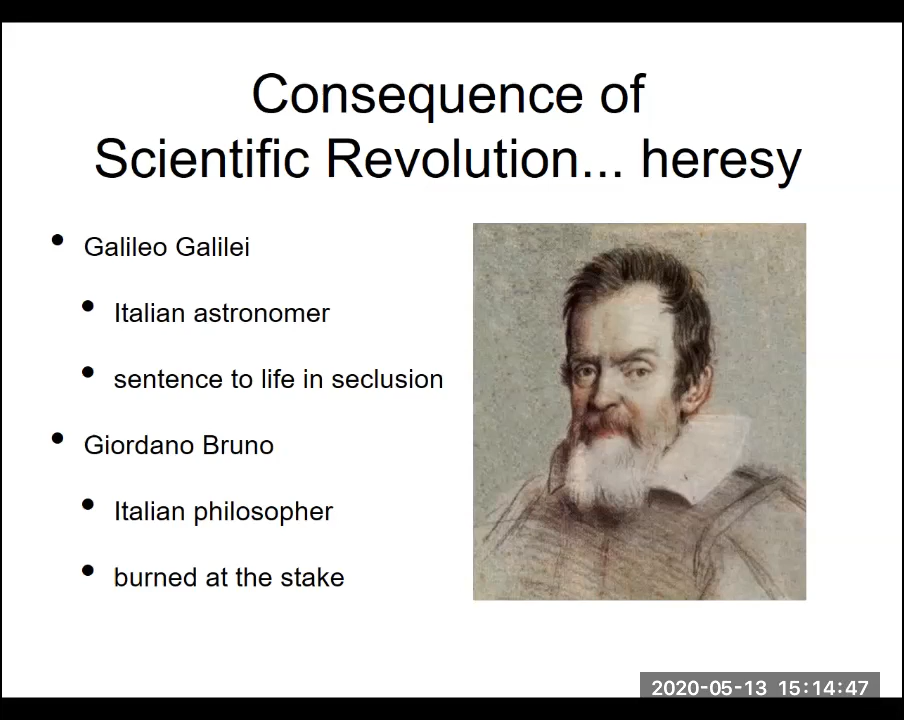 Consequence of
Scientific Revolution... heresy
• Galileo Galilei
• Italian astronomer
• sentence to life in seclusion
• Giordano Bruno
• Italian philosopher
• burned at the stake
2020-05-13 15:14:47